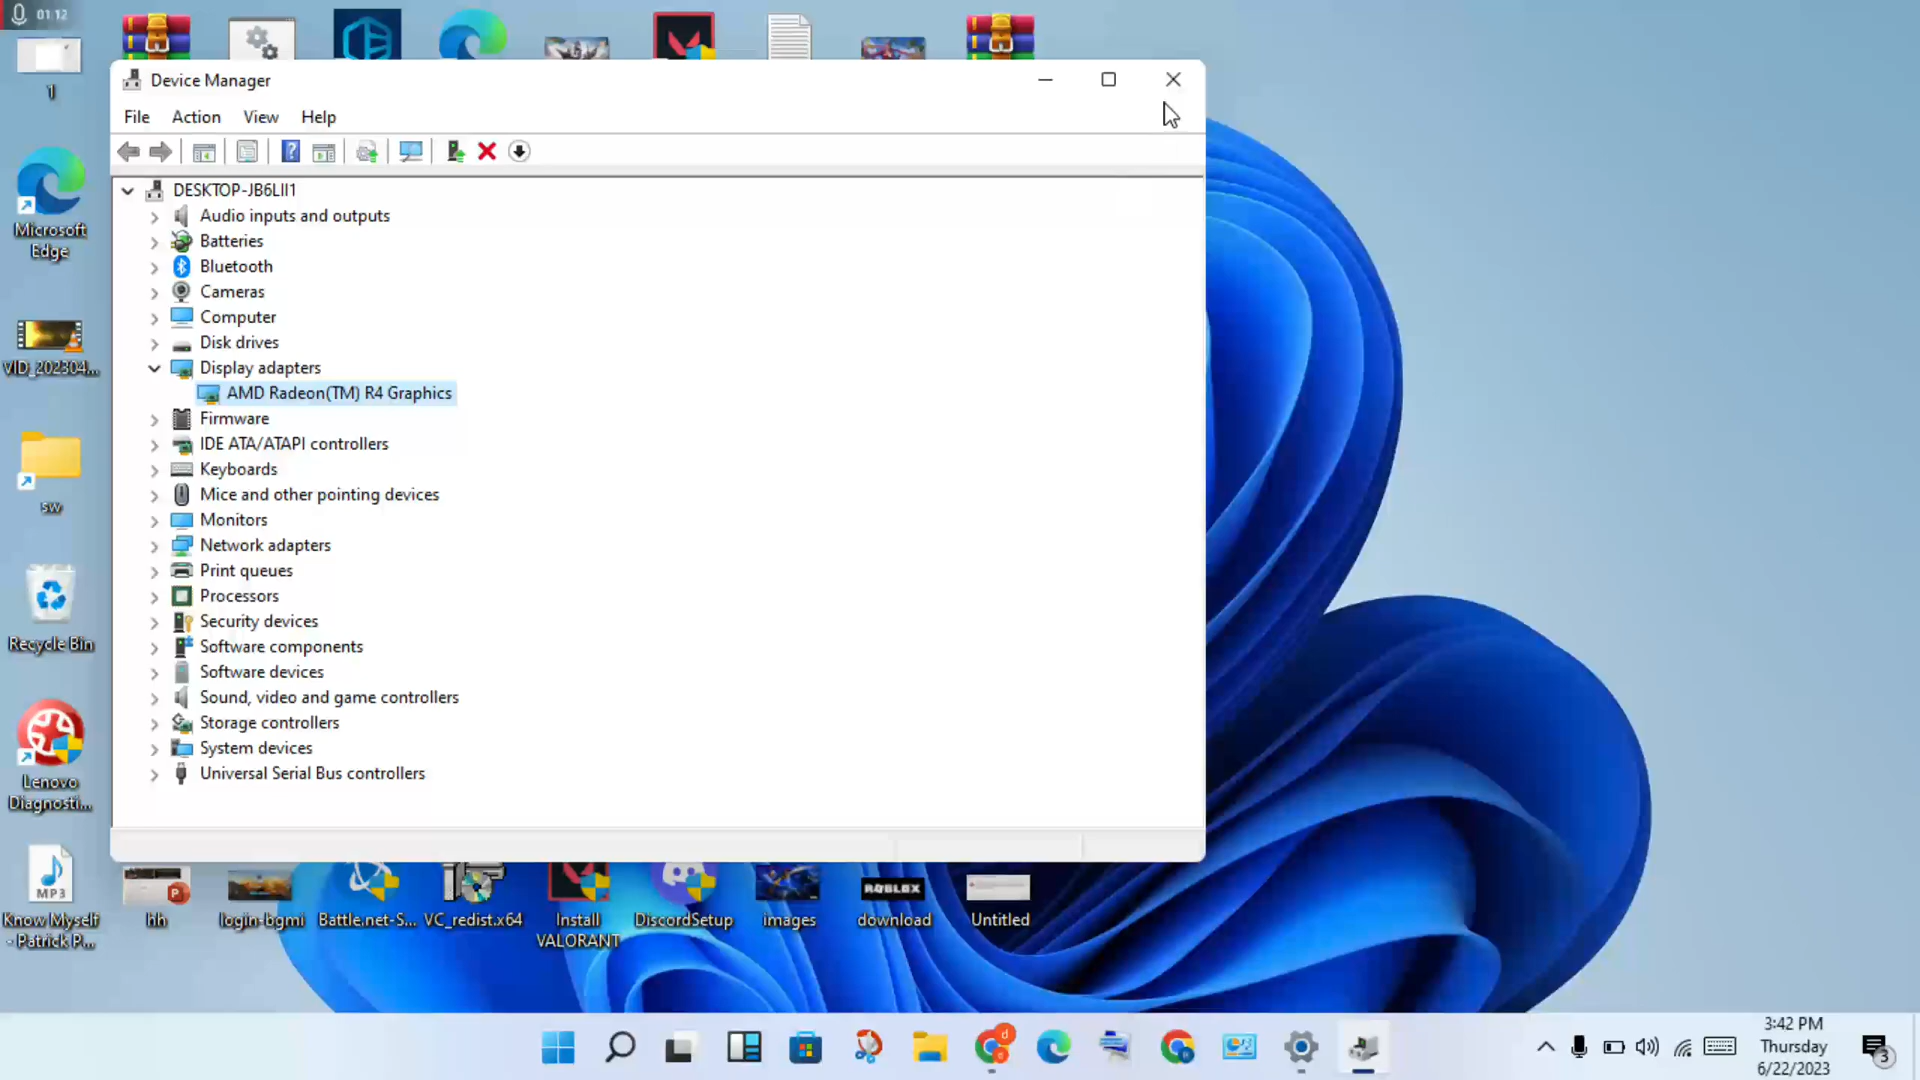 01:12
1
Device Manager
File Action View Help
DESKTOP-JB6LII1
Audio inputs and outputs
Batteries
Bluetooth
Cameras
Computer
Disk drives
Display adapters
AMD Radeon(TM) R4 Graphics
Firmware
IDE ATA/ATAPI controllers
Keyboards
Mice and other pointing devices
Monitors
Network adapters
Print queues
Processors
Security devices
Software components
Software devices
Sound, video and game controllers
Storage controllers
System devices
Universal Serial Bus controllers
Microsoft
Edge
VID_202304...
sw
Recycle Bin
Lenovo
Diagnosti...
MP3
Know Myself
- Patrick P...
hh
login-bgmi
Battle.net-S...
VC_redist.x64
Install
VALORANT
DiscordSetup
images
ROBLOX
download
Untitled
3:42 PM
Thursday
6/22/2023
3